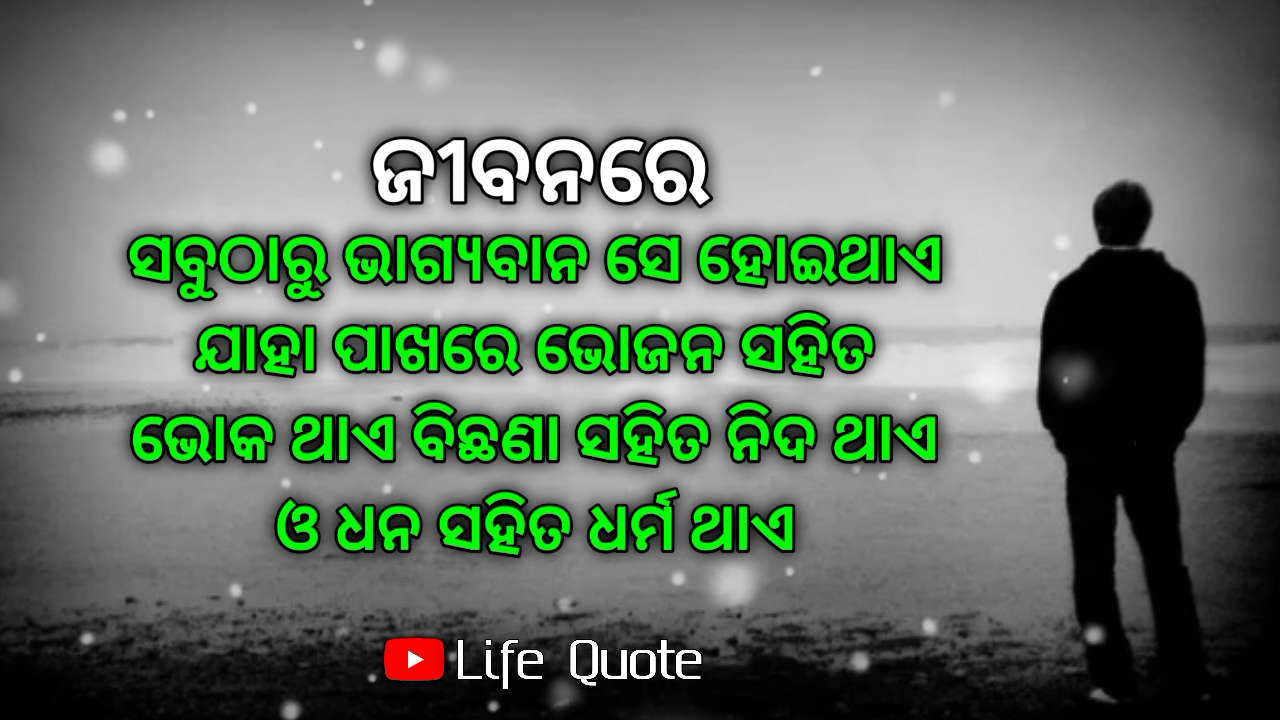 ଜୀବନରେ
ସବୁଠାରୁ ଭାଗ୍ୟବାନ ସେ ହୋଇଥାଏ
ଯାହା ପାଖରେ ଭୋଜନ ସହିତ
ଭୋକ ଥାଏ ବିଛଣା ସହିତ ନିଦ ଥାଏ
ଓ ଧନ ସହିତ ଧର୍ମ ଥାଏ
Life Quote